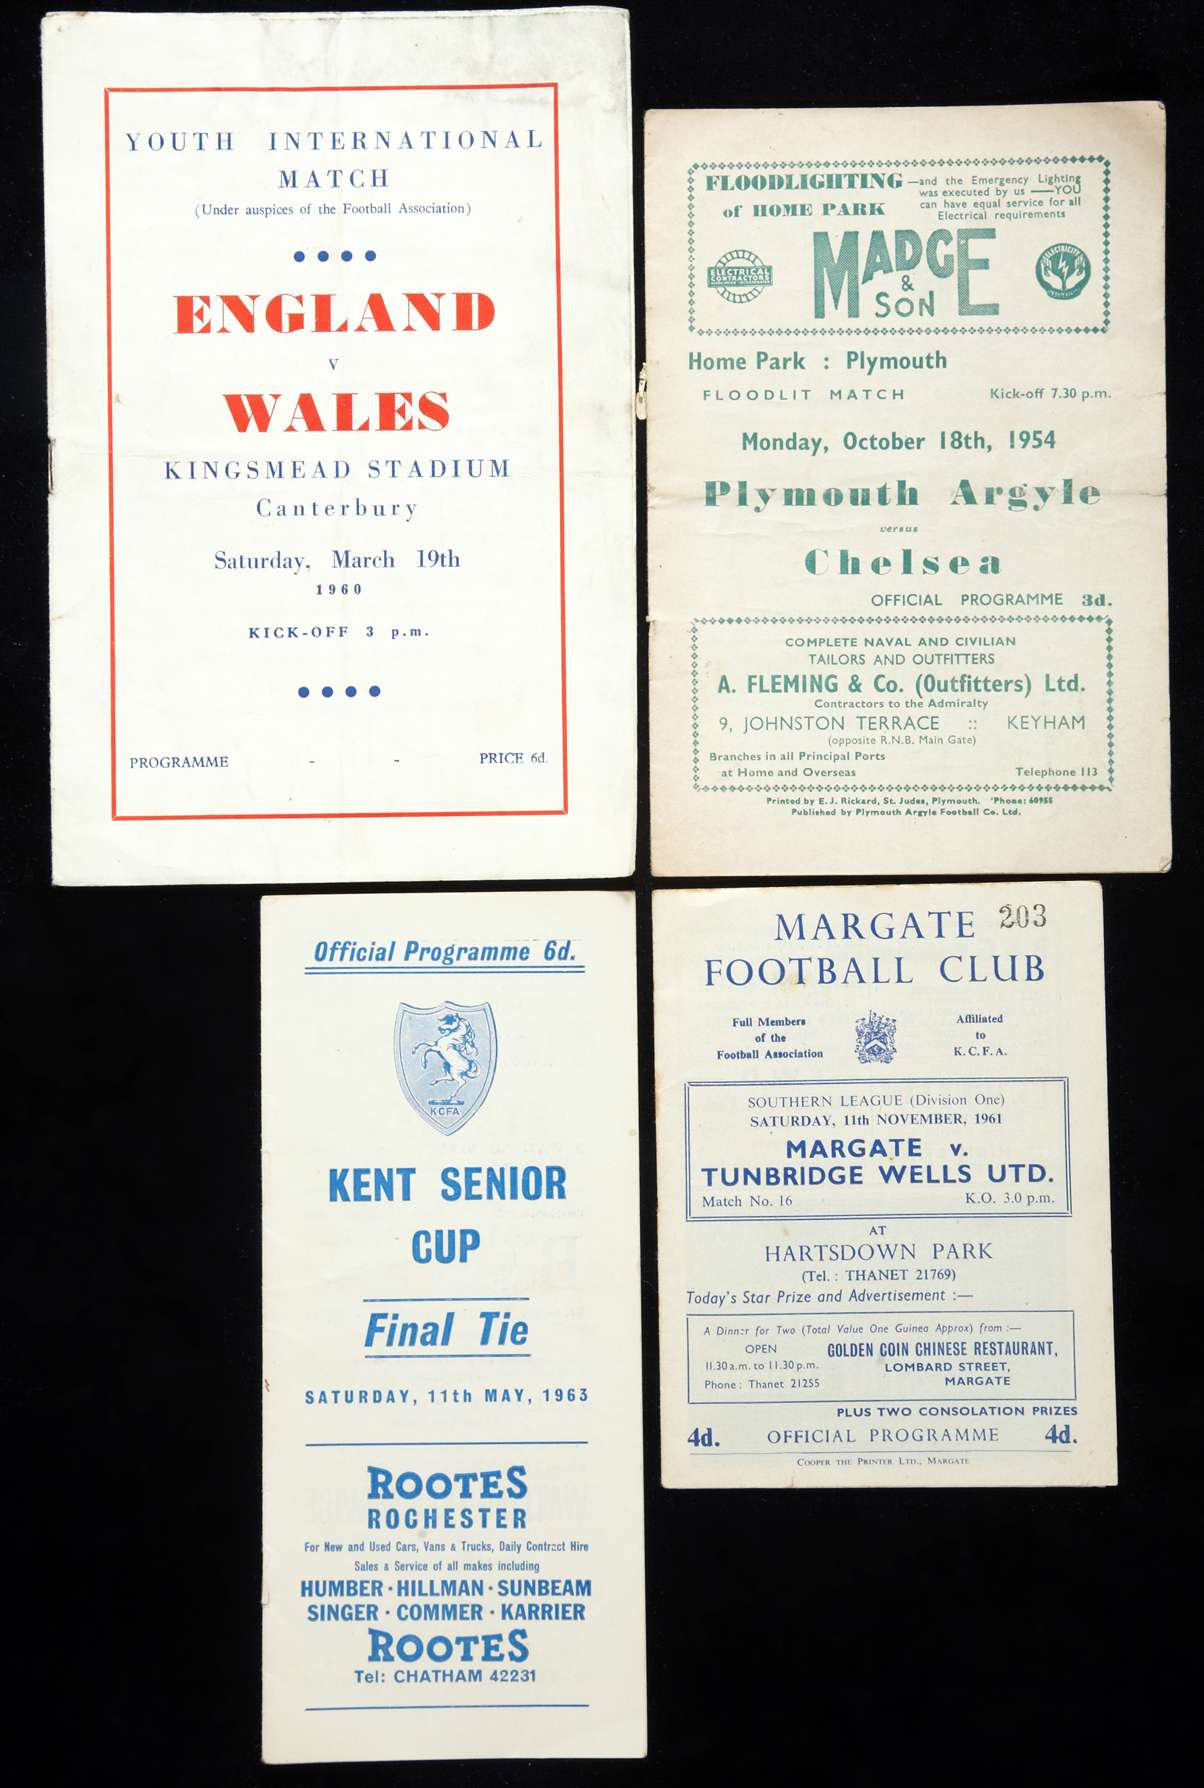 YOUTH INTERNATIONAL
MATCH
(Under auspices of the Football Association)
ENGLAND
v
WALES
KINGSMEAD STADIUM
Canterbury
Saturday, March 19th
1960
KICK-OFF 3 p.m.
PROGRAMME - - PRICE 6d.
FLOODLIGHTING
of HOME PARK
—and the Emergency Lighting
was executed by us —YOU
can have equal service for all
Electrical requirements
ELECTRICAL
CONTRACTORS
MADGE
&
SON
ELECTRICITY
Home Park : Plymouth
FLOODLIT MATCH Kick-off 7.30 p.m.
Monday, October 18th, 1954
Plymouth Argyle
versus
Chelsea
OFFICIAL PROGRAMME 3d.
COMPLETE NAVAL AND CIVILIAN
TAILORS AND OUTFITTERS
A. FLEMING & Co. (Outfitters) Ltd.
Contractors to the Admiralty
9, JOHNSTON TERRACE :: KEYHAM
(opposite R.N.B. Main Gate)
Branches in all Principal Ports
at Home and Overseas Telephone 113
Printed by E. J. Rickard, St. Judes, Plymouth. 'Phone: 60955
Published by Plymouth Argyle Football Co. Ltd.
Official Programme 6d.
KCFA
KENT SENIOR
CUP
Final Tie
SATURDAY, 11th MAY, 1963
ROOTES
ROCHESTER
For New and Used Cars, Vans & Trucks, Daily Contract Hire
Sales & Service of all makes including
HUMBER · HILLMAN · SUNBEAM
SINGER · COMMER · KARRIER
ROOTES
Tel: CHATHAM 42231
MARGATE 203
FOOTBALL CLUB
Full Members
of the
Football Association
Affiliated
to
K.C.F.A.
SOUTHERN LEAGUE (Division One)
SATURDAY, 11th NOVEMBER, 1961
MARGATE v.
TUNBRIDGE WELLS UTD.
Match No. 16 K.O. 3.0 p.m.
AT
HARTSDOWN PARK
(Tel. : THANET 21769)
Today's Star Prize and Advertisement :—
A Dinner for Two (Total Value One Guinea Approx) from :—
OPEN
11.30 a.m. to 11.30 p.m.
Phone : Thanet 21255
GOLDEN COIN CHINESE RESTAURANT,
LOMBARD STREET,
MARGATE
PLUS TWO CONSOLATION PRIZES
4d. OFFICIAL PROGRAMME 4d.
COOPER THE PRINTER LTD., MARGATE